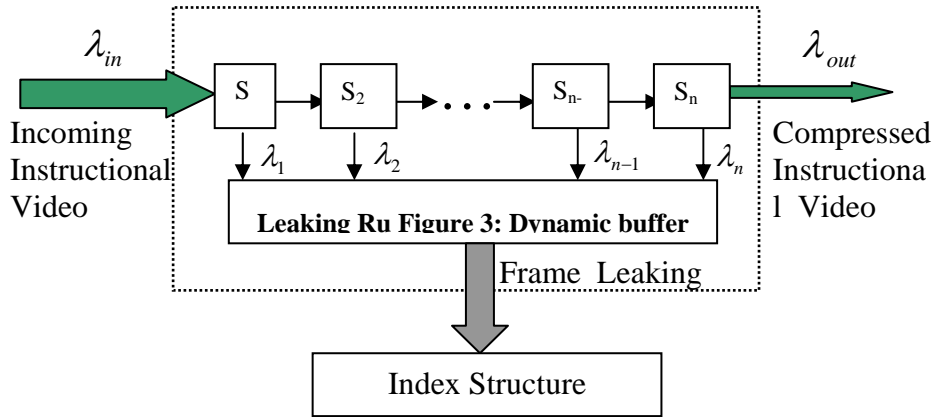 λin
λout
S
S2
. . .
Sn-
Sn
Incoming
Instructional
Video
λ1
λ2
λn−1
λn
Compressed
Instructiona
l Video
Leaking Ru Figure 3: Dynamic buffer
Frame Leaking
Index Structure